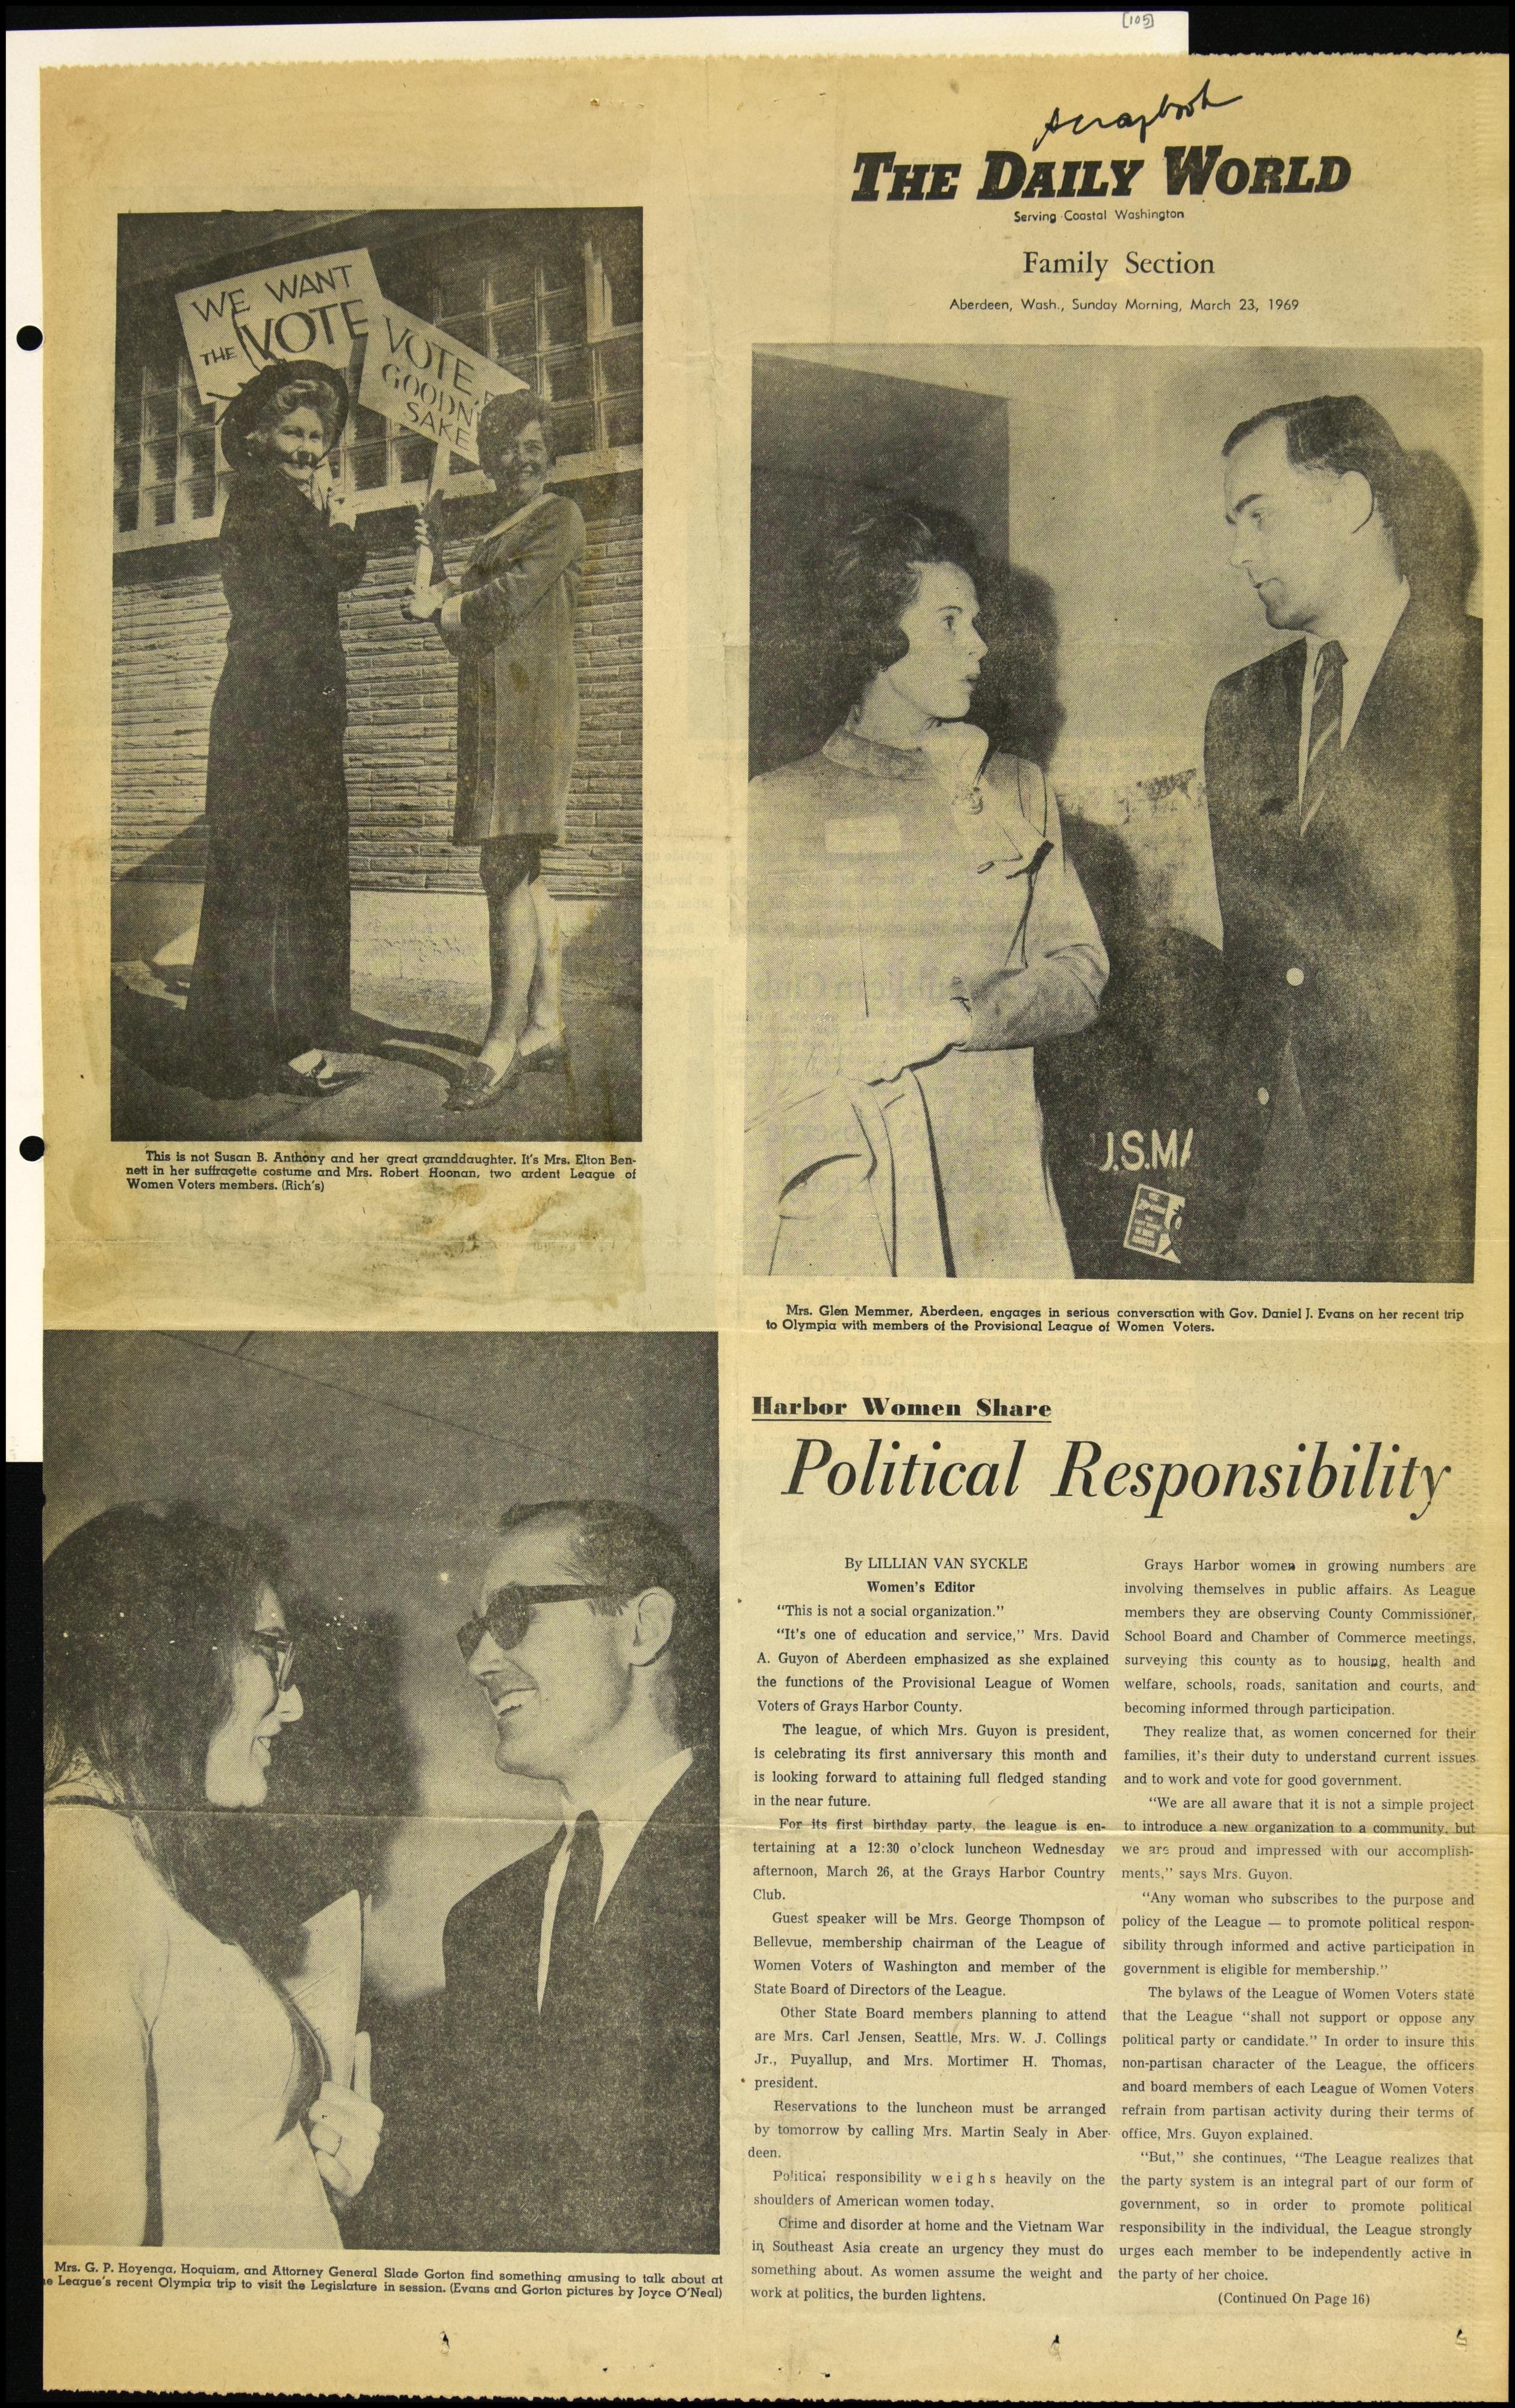 [105]
Scrapbook
THE DAILY WORLD
Serving Coastal Washington
Family Section
Aberdeen, Wash., Sunday Morning, March 23, 1969
WE WANT
THE VOTE
VOTE
GOODN
SAKE
This is not Susan B. Anthony and her great granddaughter. It's Mrs. Elton Ben-
nett in her suffragette costume and Mrs. Robert Hoonan, two ardent League of
Women Voters members. (Rich's)
U.S.MA
Mrs. Glen Memmer, Aberdeen, engages in serious conversation with Gov. Daniel J. Evans on her recent trip
to Olympia with members of the Provisional League of Women Voters.
Mrs. G. P. Hoyenga, Hoquiam, and Attorney General Slade Gorton find something amusing to talk about at
e League's recent Olympia trip to visit the Legislature in session. (Evans and Gorton pictures by Joyce O'Neal)
Harbor Women Share
Political Responsibility
By LILLIAN VAN SYCKLE
Women's Editor
"This is not a social organization."
"It's one of education and service," Mrs. David
A. Guyon of Aberdeen emphasized as she explained
the functions of the Provisional League of Women
Voters of Grays Harbor County.
The league, of which Mrs. Guyon is president,
is celebrating its first anniversary this month and
is looking forward to attaining full fledged standing
in the near future.
For its first birthday party, the league is en-
tertaining at a 12:30 o'clock luncheon Wednesday
afternoon, March 26, at the Grays Harbor Country
Club.
Guest speaker will be Mrs. George Thompson of
Bellevue, membership chairman of the League of
Women Voters of Washington and member of the
State Board of Directors of the League.
Other State Board members planning to attend
are Mrs. Carl Jensen, Seattle, Mrs. W. J. Collings
Jr., Puyallup, and Mrs. Mortimer H. Thomas,
president.
Reservations to the luncheon must be arranged
by tomorrow by calling Mrs. Martin Sealy in Aber-
deen.
Political responsibility weighs heavily on the
shoulders of American women today.
Crime and disorder at home and the Vietnam War
in Southeast Asia create an urgency they must do
something about. As women assume the weight and
work at politics, the burden lightens.
Grays Harbor women in growing numbers are
involving themselves in public affairs. As League
members they are observing County Commissioner,
School Board and Chamber of Commerce meetings,
surveying this county as to housing, health and
welfare, schools, roads, sanitation and courts, and
becoming informed through participation.
They realize that, as women concerned for their
families, it's their duty to understand current issues
and to work and vote for good government.
"We are all aware that it is not a simple project
to introduce a new organization to a community, but
we are proud and impressed with our accomplish-
ments," says Mrs. Guyon.
"Any woman who subscribes to the purpose and
policy of the League — to promote political respon-
sibility through informed and active participation in
government is eligible for membership."
The bylaws of the League of Women Voters state
that the League "shall not support or oppose any
political party or candidate." In order to insure this
non-partisan character of the League, the officers
and board members of each League of Women Voters
refrain from partisan activity during their terms of
office, Mrs. Guyon explained.
"But," she continues, "The League realizes that
the party system is an integral part of our form of
government, so in order to promote political
responsibility in the individual, the League strongly
urges each member to be independently active in
the party of her choice.
(Continued On Page 16)